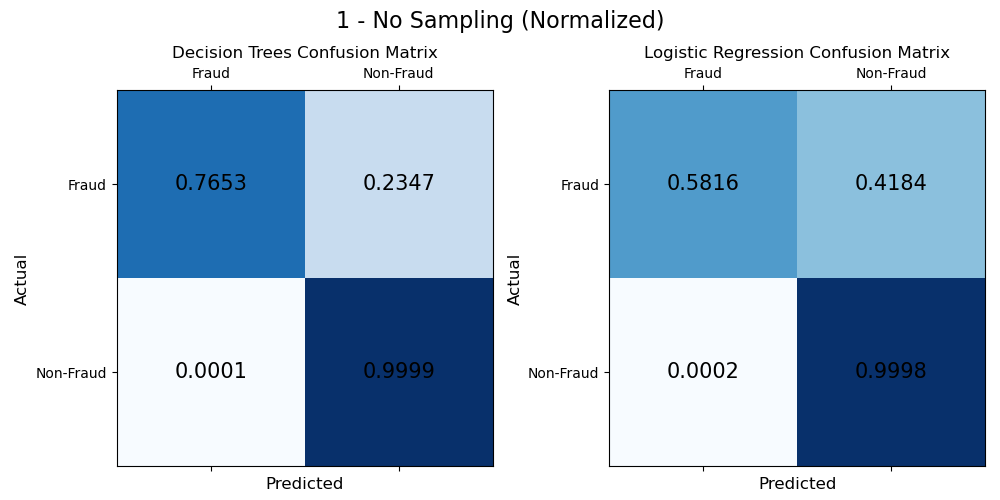 1 - No Sampling (Normalized)
Decision Trees Confusion Matrix
Fraud Non-Fraud
Fraud 0.7653 0.2347
Non-Fraud 0.0001 0.9999
Actual
Predicted
Logistic Regression Confusion Matrix
Fraud Non-Fraud
Fraud 0.5816 0.4184
Non-Fraud 0.0002 0.9998
Actual
Predicted